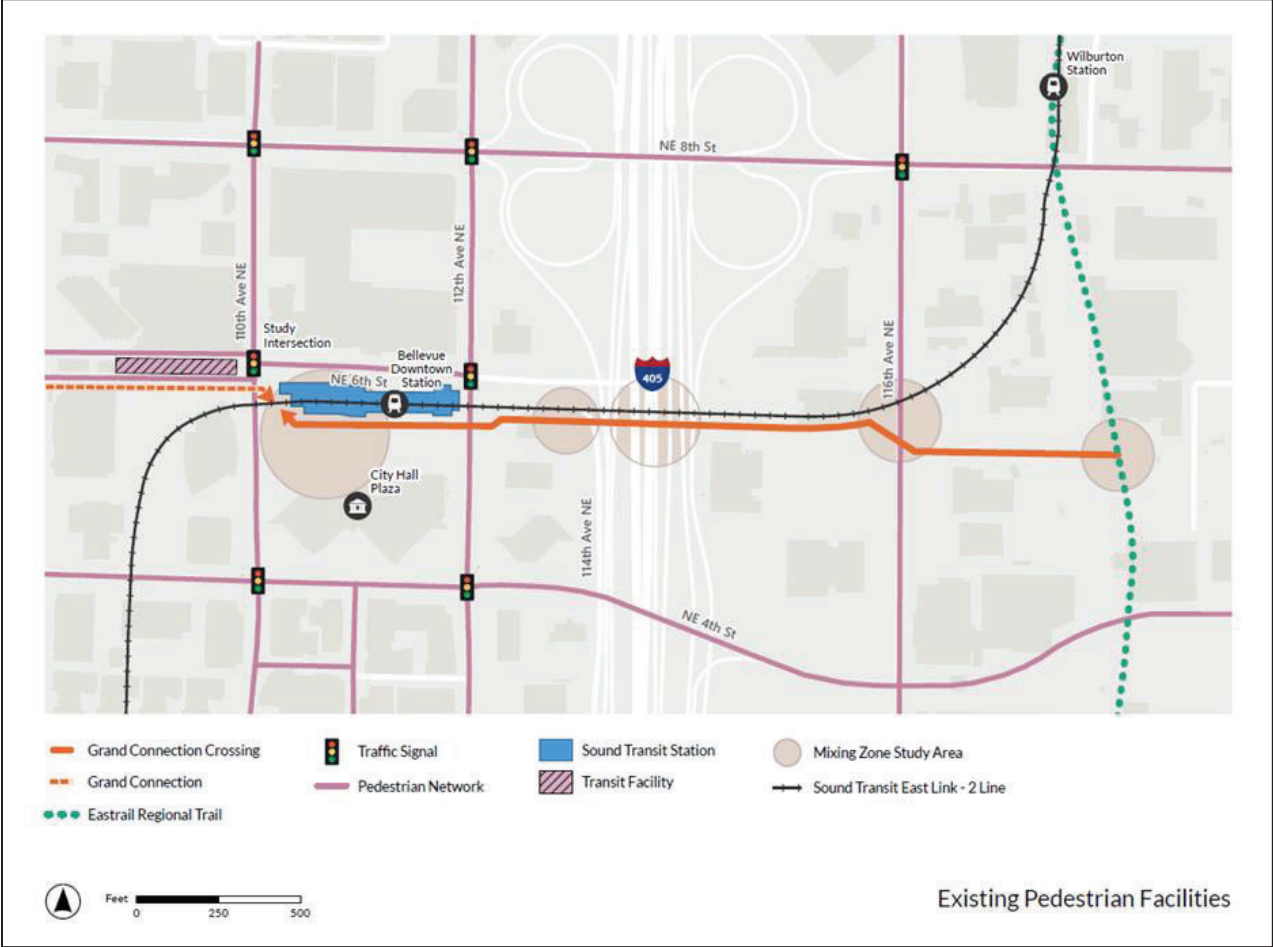 Wilburton
Station
NE 8th St
110th Ave NE
112th Ave NE
Study
Intersection
Bellevue
Downtown
Station
NE 6th St
405
116th Ave NE
City Hall
Plaza
114th Ave NE
NE 4th St
Grand Connection Crossing
Grand Connection
Eastrail Regional Trail
Traffic Signal
Pedestrian Network
Sound Transit Station
Transit Facility
Mixing Zone Study Area
Sound Transit East Link - 2 Line
Feet
0 250 500
Existing Pedestrian Facilities